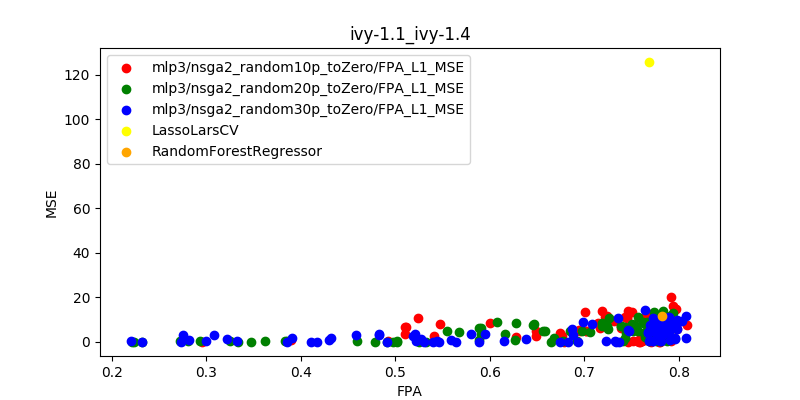 ivy-1.1_ivy-1.4
mlp3/nsga2_random10p_toZero/FPA_L1_MSE
mlp3/nsga2_random20p_toZero/FPA_L1_MSE
mlp3/nsga2_random30p_toZero/FPA_L1_MSE
LassoLarsCV
RandomForestRegressor
MSE
120
100
80
60
40
20
0
0.2 0.3 0.4 0.5 0.6 0.7 0.8
FPA